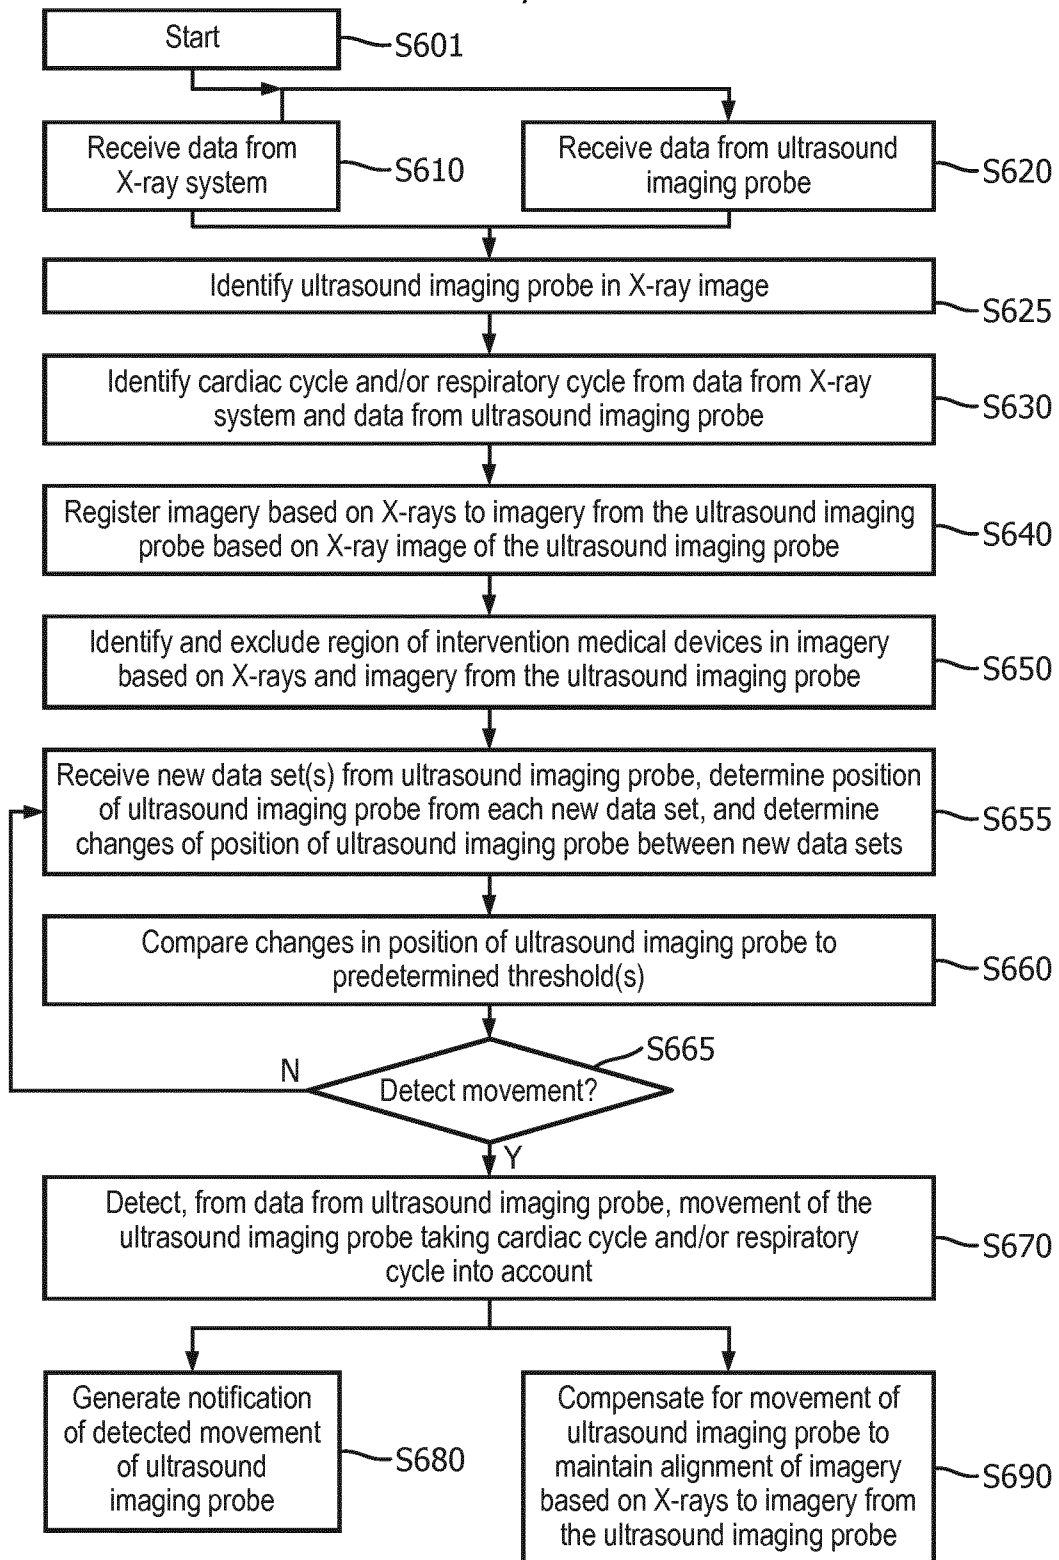 Start
S601
Receive data from
X-ray system
S610
Receive data from ultrasound
imaging probe
S620
Identify ultrasound imaging probe in X-ray image
S625
Identify cardiac cycle and/or respiratory cycle from data from X-ray
system and data from ultrasound imaging probe
S630
Register imagery based on X-rays to imagery from the ultrasound imaging
probe based on X-ray image of the ultrasound imaging probe
S640
Identify and exclude region of intervention medical devices in imagery
based on X-rays and imagery from the ultrasound imaging probe
S650
Receive new data set(s) from ultrasound imaging probe, determine position
of ultrasound imaging probe from each new data set, and determine
changes of position of ultrasound imaging probe between new data sets
S655
Compare changes in position of ultrasound imaging probe to
predetermined threshold(s)
S660
S665
N
Detect movement?
Y
Detect, from data from ultrasound imaging probe, movement of the
ultrasound imaging probe taking cardiac cycle and/or respiratory
cycle into account
S670
Generate notification
of detected movement
of ultrasound
imaging probe
S680
Compensate for movement of
ultrasound imaging probe to
maintain alignment of imagery
based on X-rays to imagery from
the ultrasound imaging probe
S690